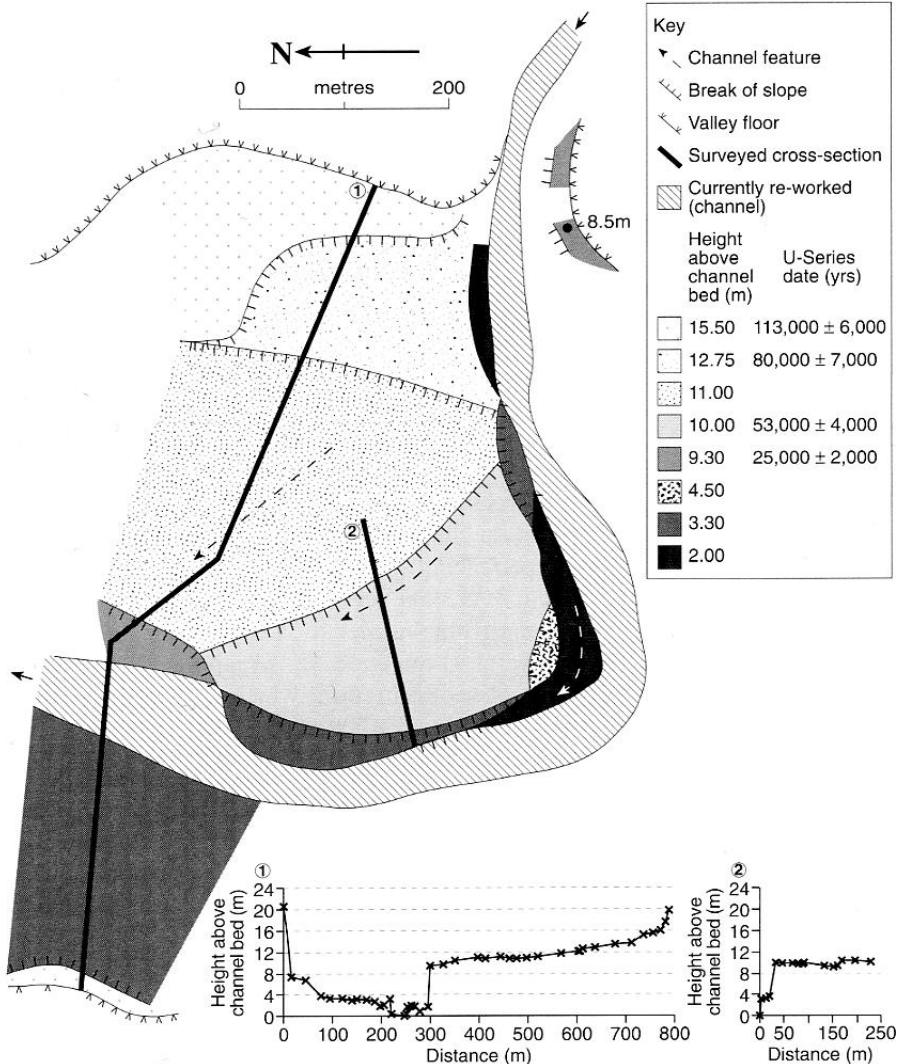 N
0 200
metres
①
8.5m
②
Key
Channel feature
Break of slope
Valley floor
Surveyed cross-section
Currently re-worked
(channel)
Height
above
channel
bed (m)
U-Series
date (yrs)
15.50 113,000 ± 6,000
12.75 80,000 ± 7,000
11.00
10.00 53,000 ± 4,000
9.30 25,000 ± 2,000
4.50
3.30
2.00
①
Height above
channel bed (m)
24
20
16
12
8
4
0
0 100 200 300 400 500 600 700 800
Distance (m)
②
Height above
channel bed (m)
24
20
16
12
8
4
0
0 50 100 150 200 250
Distance (m)